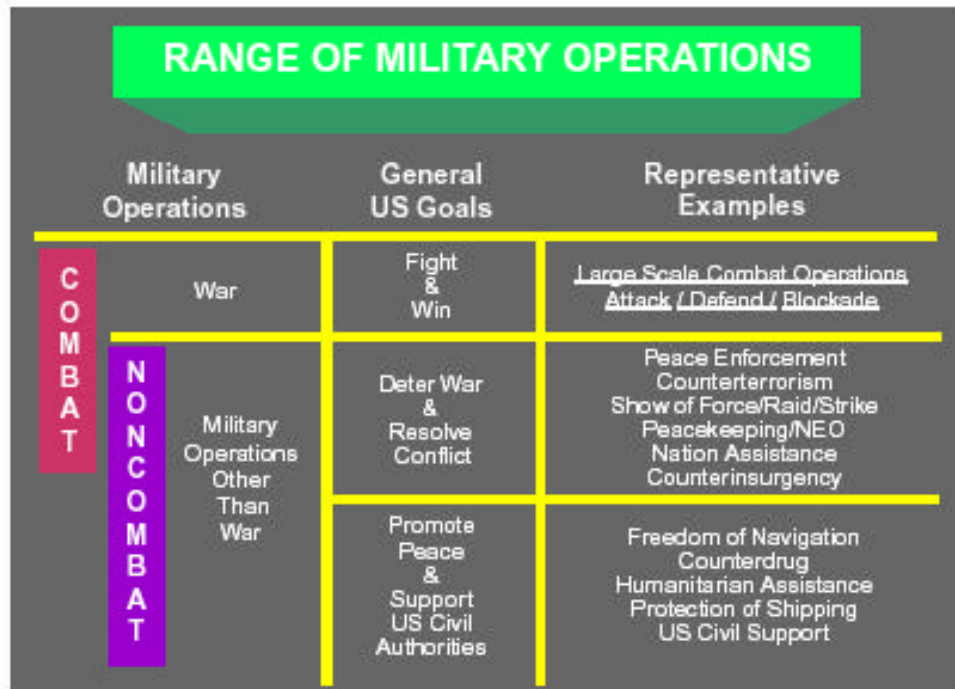 RANGE OF MILITARY OPERATIONS
Military
Operations
General
US Goals
Representative
Examples
COMBAT
War
Fight
&
Win
Large Scale Combat Operations
Attack / Defend / Blockade
NONCOMBAT
Military
Operations
Other
Than
War
Deter War
&
Resolve
Conflict
Peace Enforcement
Counterterrorism
Show of Force/Raid/Strike
Peacekeeping/NEO
Nation Assistance
Counterinsurgency
Promote
Peace
&
Support
US Civil
Authorities
Freedom of Navigation
Counterdrug
Humanitarian Assistance
Protection of Shipping
US Civil Support